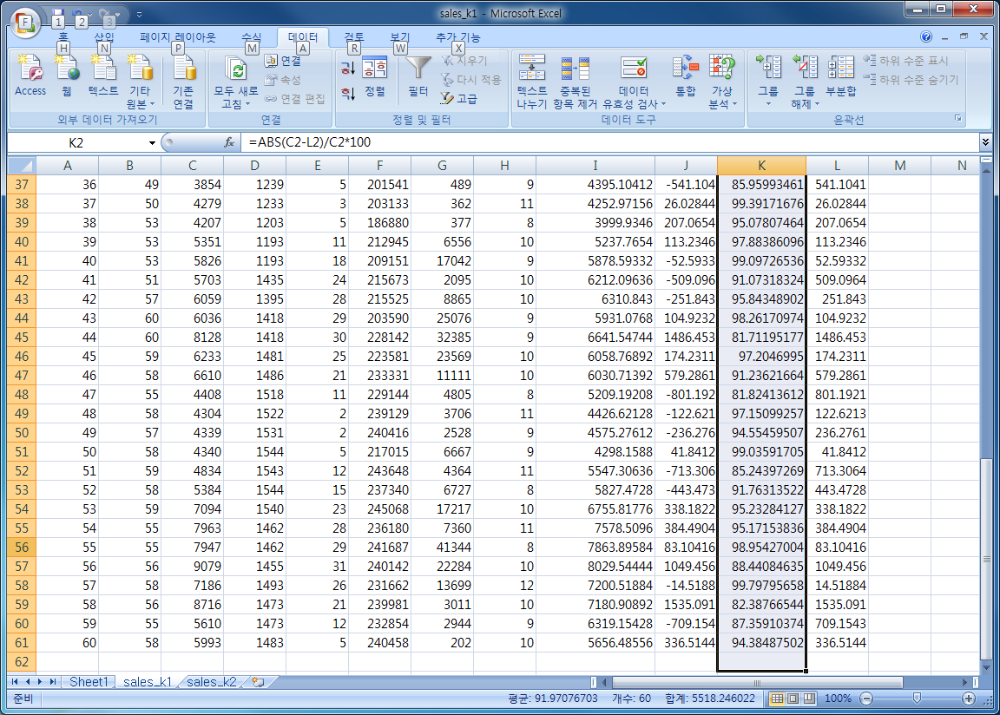 sales_k1 - Microsoft Excel
F 1 2 3
홈 삽입 페이지 레이아웃 수식 데이터 검토 보기 추가 기능
H N P M A R W X
Access 웹 텍스트 기타 원본 기존 연결
외부 데이터 가져오기
모두 새로 고침 연결 속성 연결 편집
연결
정렬 필터 지우기 다시 적용 고급
정렬 및 필터
텍스트 나누기 중복된 항목 제거 데이터 유효성 검사 통합 가상 분석
데이터 도구
그룹 그룹 해제 부분합 하위 수준 표시 하위 수준 숨기기
윤곽선
K2 fx =ABS(C2-L2)/C2*100
A B C D E F G H I J K L M N
37 36 49 3854 1239 5 201541 489 9 4395.10412 -541.104 85.95993461 541.1041
38 37 50 4279 1233 3 203133 362 11 4252.97156 26.02844 99.39171676 26.02844
39 38 53 4207 1203 5 186880 377 8 3999.9346 207.0654 95.07807464 207.0654
40 39 53 5351 1193 11 212945 6556 10 5237.7654 113.2346 97.88386096 113.2346
41 40 53 5826 1193 18 209151 17042 9 5878.59332 -52.5933 99.09726536 52.59332
42 41 51 5703 1435 24 215673 2095 10 6212.09636 -509.096 91.07318324 509.0964
43 42 57 6059 1395 28 215525 8865 10 6310.843 -251.843 95.84348902 251.843
44 43 60 6036 1418 29 203590 25076 9 5931.0768 104.9232 98.26170974 104.9232
45 44 60 8128 1418 30 228142 32385 9 6641.54744 1486.453 81.71195177 1486.453
46 45 59 6233 1481 25 223581 23569 10 6058.76892 174.2311 97.2046995 174.2311
47 46 58 6610 1486 21 233331 11111 10 6030.71392 579.2861 91.23621664 579.2861
48 47 55 4408 1518 11 229144 4805 8 5209.19208 -801.192 81.82413612 801.1921
49 48 58 4304 1522 2 239129 3706 11 4426.62128 -122.621 97.15099257 122.6213
50 49 57 4339 1531 2 240416 2528 9 4575.27612 -236.276 94.55459507 236.2761
51 50 58 4340 1544 5 217015 6667 9 4298.1588 41.8412 99.03591705 41.8412
52 51 59 4834 1543 12 243648 4364 11 5547.30636 -713.306 85.24397269 713.3064
53 52 58 5384 1544 15 237340 6727 8 5827.4728 -443.473 91.76313522 443.4728
54 53 59 7094 1540 23 245068 17217 10 6755.81776 338.1822 95.23284127 338.1822
55 54 55 7963 1462 28 236180 7360 11 7578.5096 384.4904 95.17153836 384.4904
56 55 55 7947 1462 29 241687 41344 8 7863.89584 83.10416 98.95427004 83.10416
57 56 56 9079 1455 31 240142 22284 10 8029.54444 1049.456 88.44084635 1049.456
58 57 58 7186 1493 26 231662 13699 12 7200.51884 -14.5188 99.79795658 14.51884
59 58 56 8716 1473 21 239981 3011 10 7180.90892 1535.091 82.38766544 1535.091
60 59 55 5610 1473 12 232854 2944 9 6319.15428 -709.154 87.35910374 709.1543
61 60 58 5993 1483 5 240458 202 10 5656.48556 336.5144 94.38487502 336.5144
62
Sheet1 sales_k1 sales_k2
준비 평균: 91.97076703 개수: 60 합계: 5518.246022 100%